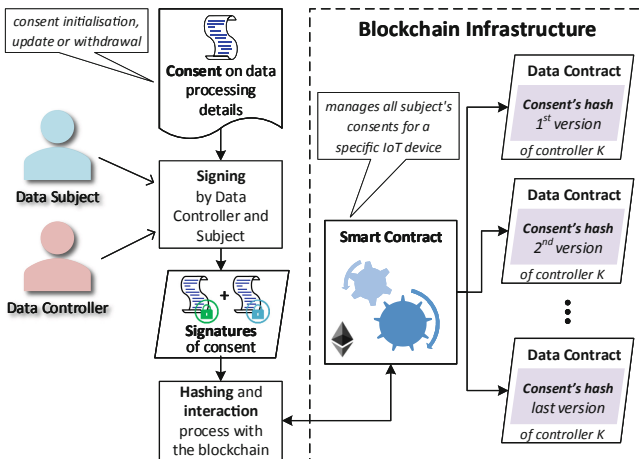 consent initialisation,
update or withdrawal
Consent on data
processing
details
Data Subject
Signing
by Data
Controller and
Subject
Data Controller
+
Signatures
of consent
Hashing and
interaction
process with
the blockchain
Blockchain Infrastructure
manages all subject's
consents for a
specific IoT device
Smart Contract
Data Contract
Consent's hash
1st version
of controller K
Data Contract
Consent's hash
2nd version
of controller K
Data Contract
Consent's hash
last version
of controller K